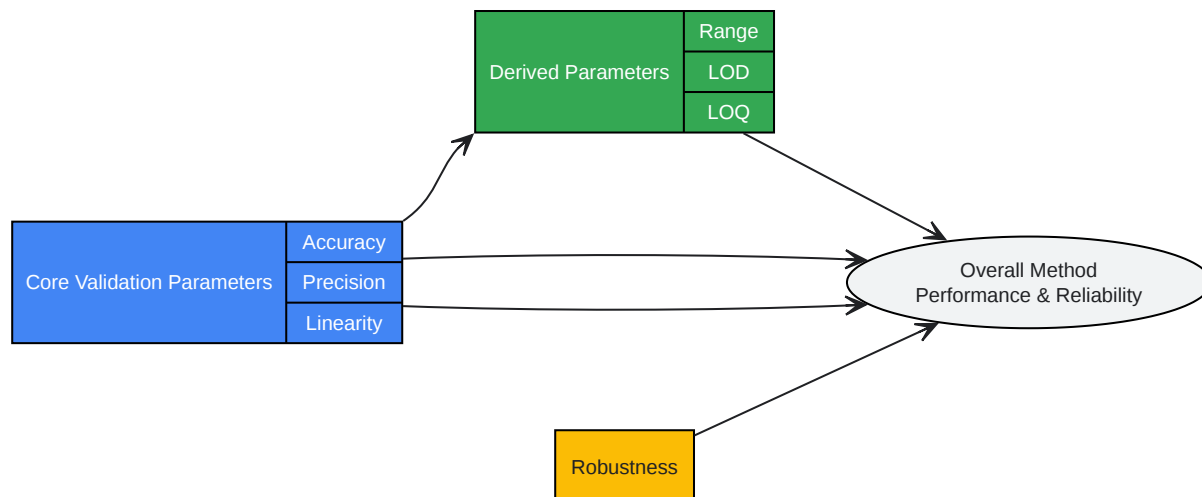 Derived Parameters
Range
LOD
LOQ
Core Validation Parameters
Accuracy
Precision
Linearity
Overall Method
Performance & Reliability
Robustness